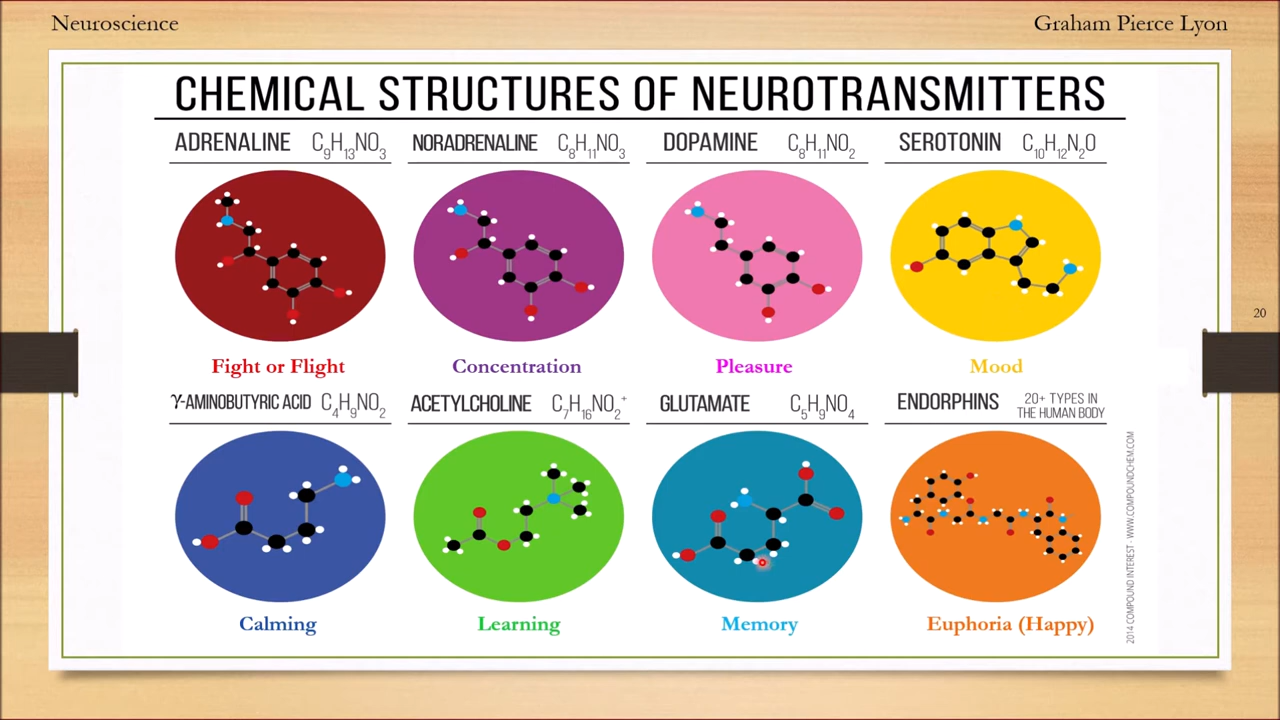 Neuroscience
Graham Pierce Lyon
CHEMICAL STRUCTURES OF NEUROTRANSMITTERS
ADRENALINE C9H13NO3
NORADRENALINE C8H11NO3
DOPAMINE C8H11NO2
SEROTONIN C10H12N2O
20
Fight or Flight
Concentration
Pleasure
Mood
γ-AMINOBUTYRIC ACID C4H9NO2
ACETYLCHOLINE C7H16NO2+
GLUTAMATE C5H9NO4
ENDORPHINS 20+ TYPES IN
THE HUMAN BODY
Calming
Learning
Memory
Euphoria (Happy)
2014 COMPOUND INTEREST - WWW.COMPOUNDCHEM.COM